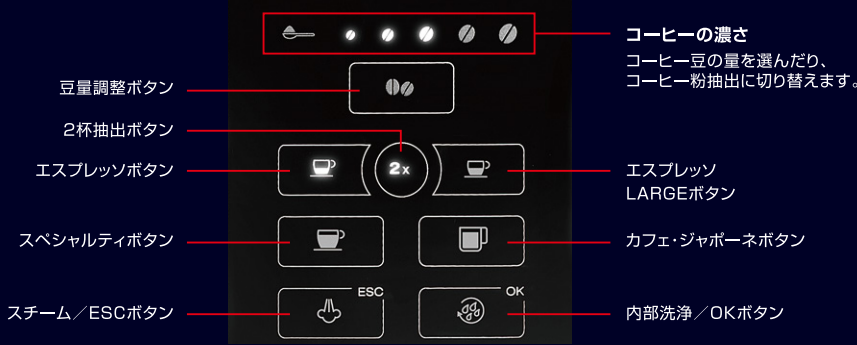 コーヒーの濃さ
コーヒー豆の量を選んだり、
コーヒー粉抽出に切り替えます。
豆量調整ボタン
2杯抽出ボタン
エスプレッソボタン
2x
エスプレッソ
LARGEボタン
スペシャルティボタン
カフェ・ジャポーネボタン
スチーム／ESCボタン
ESC
OK
内部洗浄／OKボタン